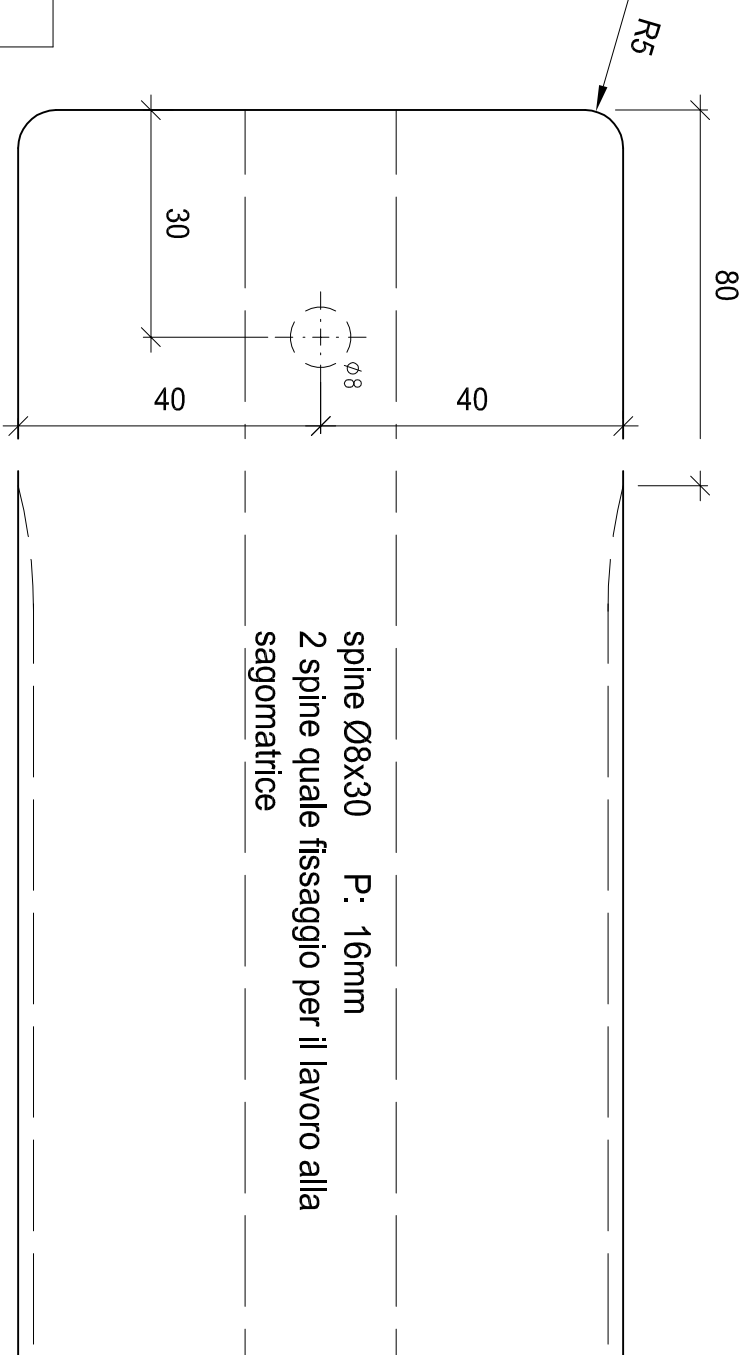 R5
80
30
Ø8
40
40
spine Ø8x30 P: 16mm
2 spine quale fissaggio per il lavoro alla
sagomatrice